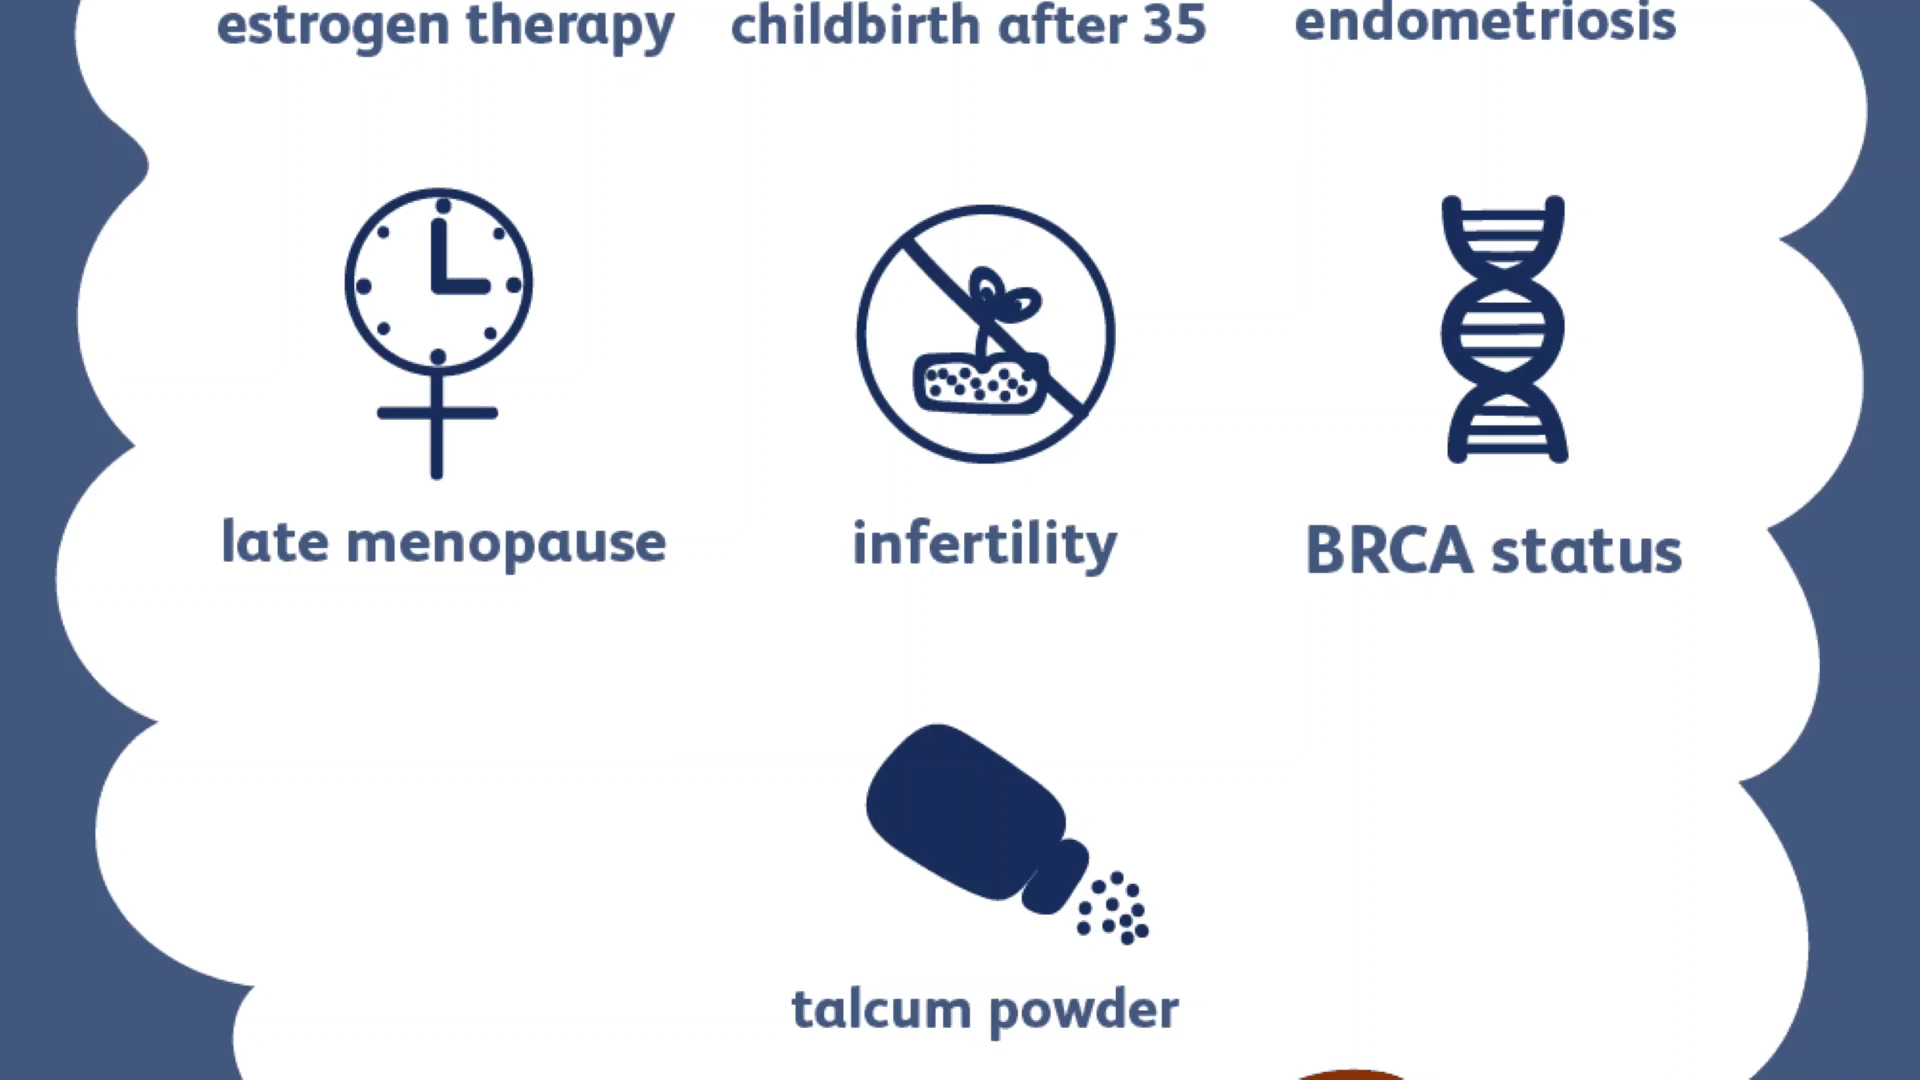 estrogen therapy childbirth after 35 endometriosis
late menopause infertility BRCA status
talcum powder